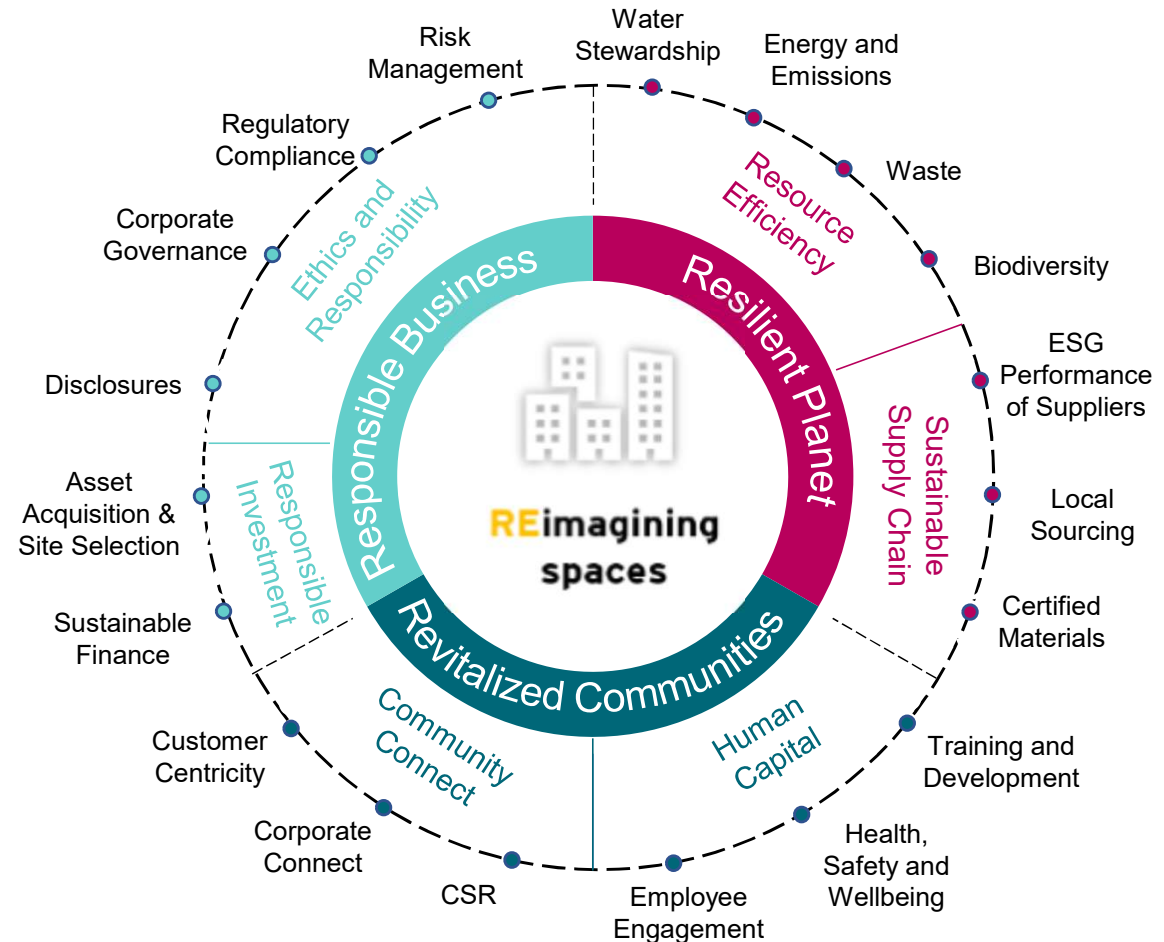 Water
Stewardship
Energy and
Emissions
Waste
Biodiversity
ESG
Performance
of Suppliers
Local
Sourcing
Certified
Materials
Training and
Development
Health,
Safety and
Wellbeing
Employee
Engagement
CSR
Corporate
Connect
Customer
Centricity
Sustainable
Finance
Asset
Acquisition &
Site Selection
Disclosures
Corporate
Governance
Regulatory
Compliance
Risk
Management
Resource
Efficiency
Sustainable
Supply Chain
Human
Capital
Community
Connect
Responsible
Investment
Ethics and
Responsibility
Resilient Planet
Revitalized Communities
Responsible Business
REimagining
spaces